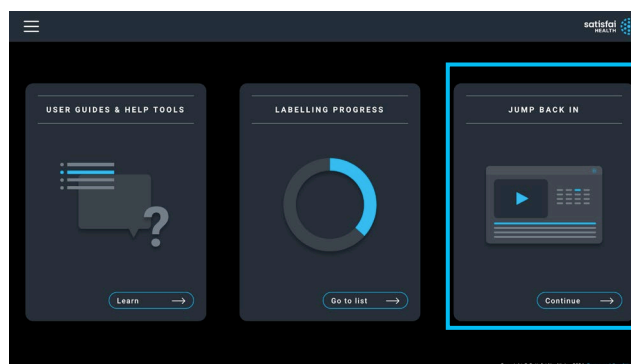 satisfai
HEALTH
USER GUIDES & HELP TOOLS
LABELLING PROGRESS
JUMP BACK IN
?
Learn
Go to list
Continue